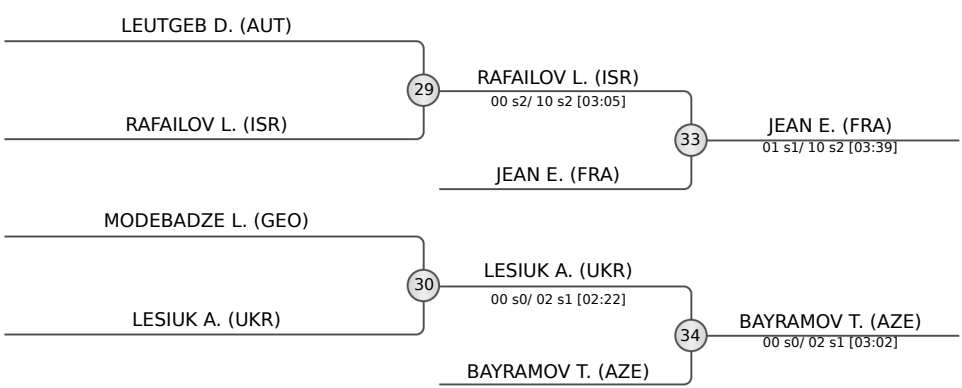 LEUTGEB D. (AUT)
29
RAFAILOV L. (ISR)
RAFAILOV L. (ISR)
00 s2/ 10 s2 [03:05]
33
JEAN E. (FRA)
JEAN E. (FRA)
01 s1/ 10 s2 [03:39]
MODEBADZE L. (GEO)
30
LESIUK A. (UKR)
LESIUK A. (UKR)
00 s0/ 02 s1 [02:22]
34
BAYRAMOV T. (AZE)
BAYRAMOV T. (AZE)
00 s0/ 02 s1 [03:02]